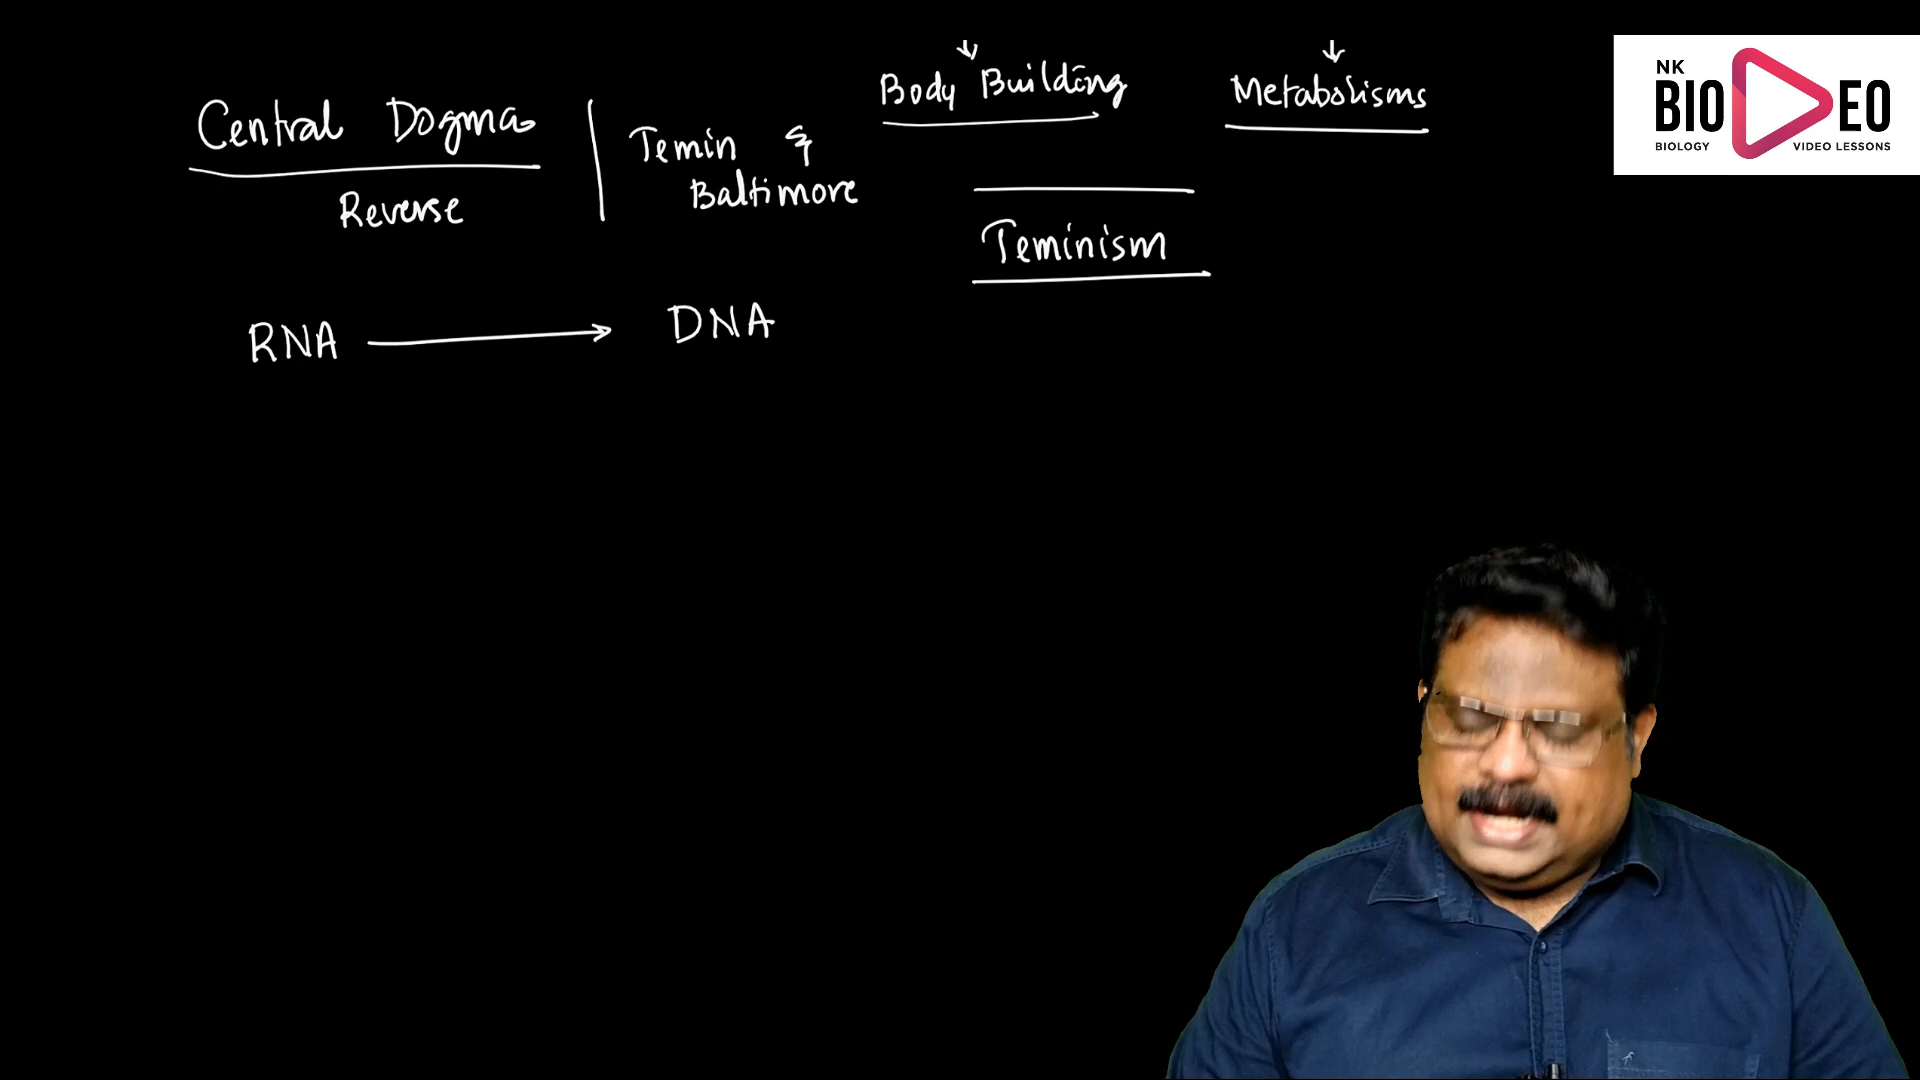 Central Dogma
Reverse
Temin &
Baltimore
Body Building
Metabolisms
Teminism
RNA → DNA
NK
BIO EO
BIOLOGY VIDEO LESSONS